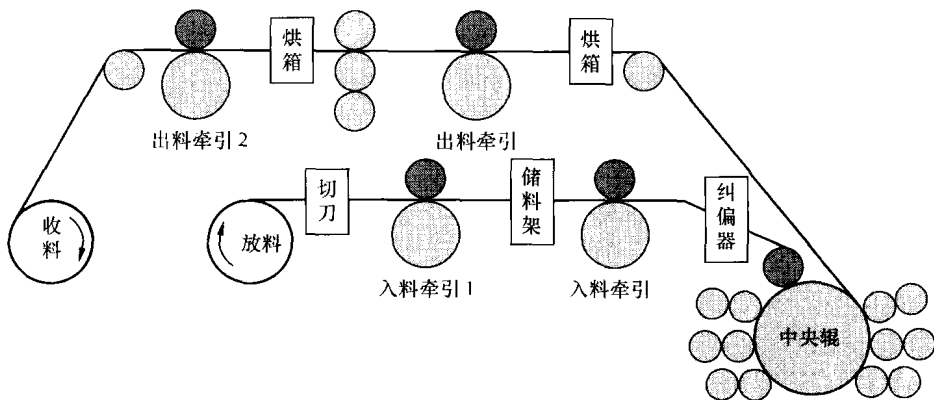 烘箱
烘箱
出料牵引 2
出料牵引
切刀
储料架
纠偏器
收料
放料
入料牵引 1
入料牵引
中央辊